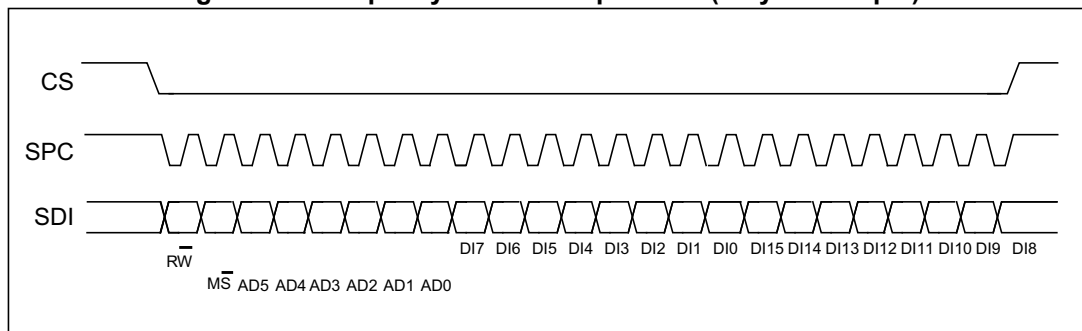 CS
SPC
SDI
DI7 DI6 DI5 DI4 DI3 DI2 DI1 DI0 DI15 DI14 DI13 DI12 DI11 DI10 DI9 DI8
RW̅
MS̅ AD5 AD4 AD3 AD2 AD1 AD0